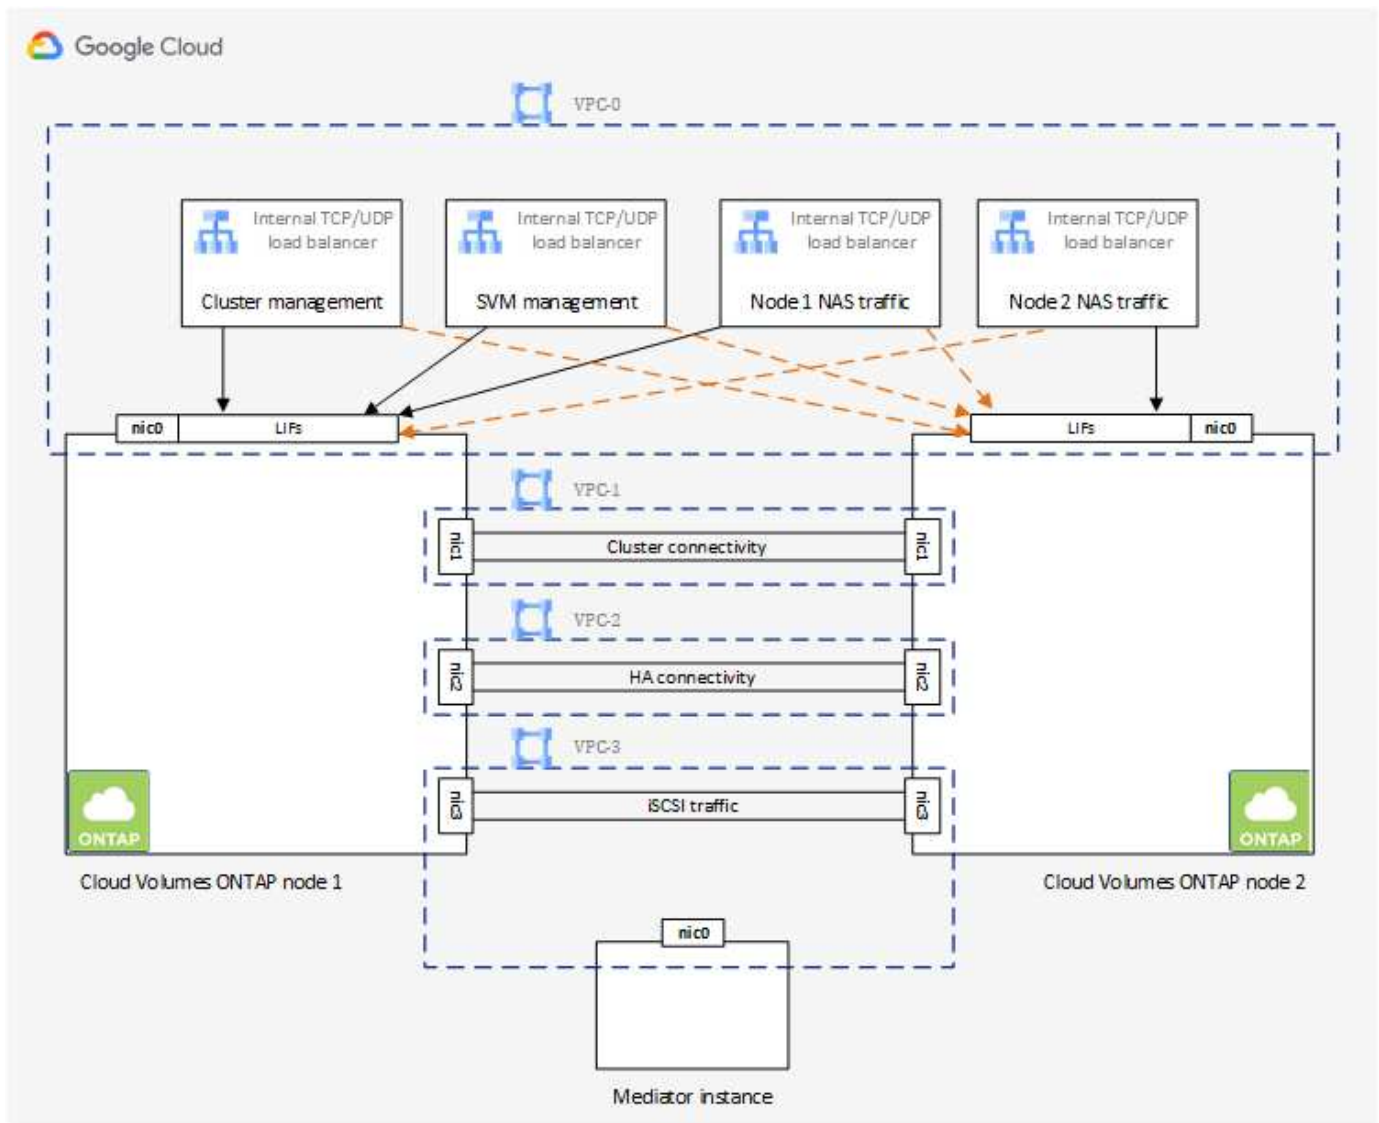 Google Cloud
VPC-0
Internal TCP/UDP
load balancer
Cluster management
Internal TCP/UDP
load balancer
SVM management
Internal TCP/UDP
load balancer
Node 1 NAS traffic
Internal TCP/UDP
load balancer
Node 2 NAS traffic
nic0
LIFs
LIFs
nic0
VPC-1
nic1
Cluster connectivity
nic1
VPC-2
nic2
HA connectivity
nic2
VPC-3
nic3
iSCSI traffic
nic3
ONTAP
ONTAP
Cloud Volumes ONTAP node 1
Cloud Volumes ONTAP node 2
nic0
Mediator instance